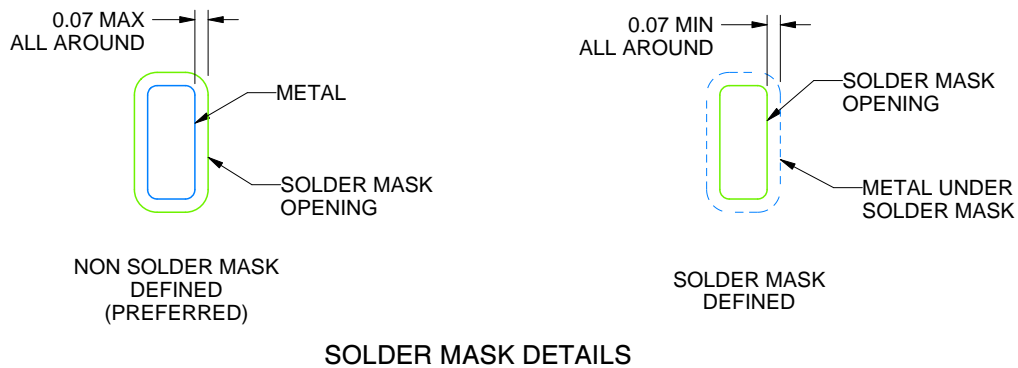 0.07 MAX
ALL AROUND
METAL
SOLDER MASK
OPENING
NON SOLDER MASK
DEFINED
(PREFERRED)
0.07 MIN
ALL AROUND
SOLDER MASK
OPENING
METAL UNDER
SOLDER MASK
SOLDER MASK
DEFINED
SOLDER MASK DETAILS